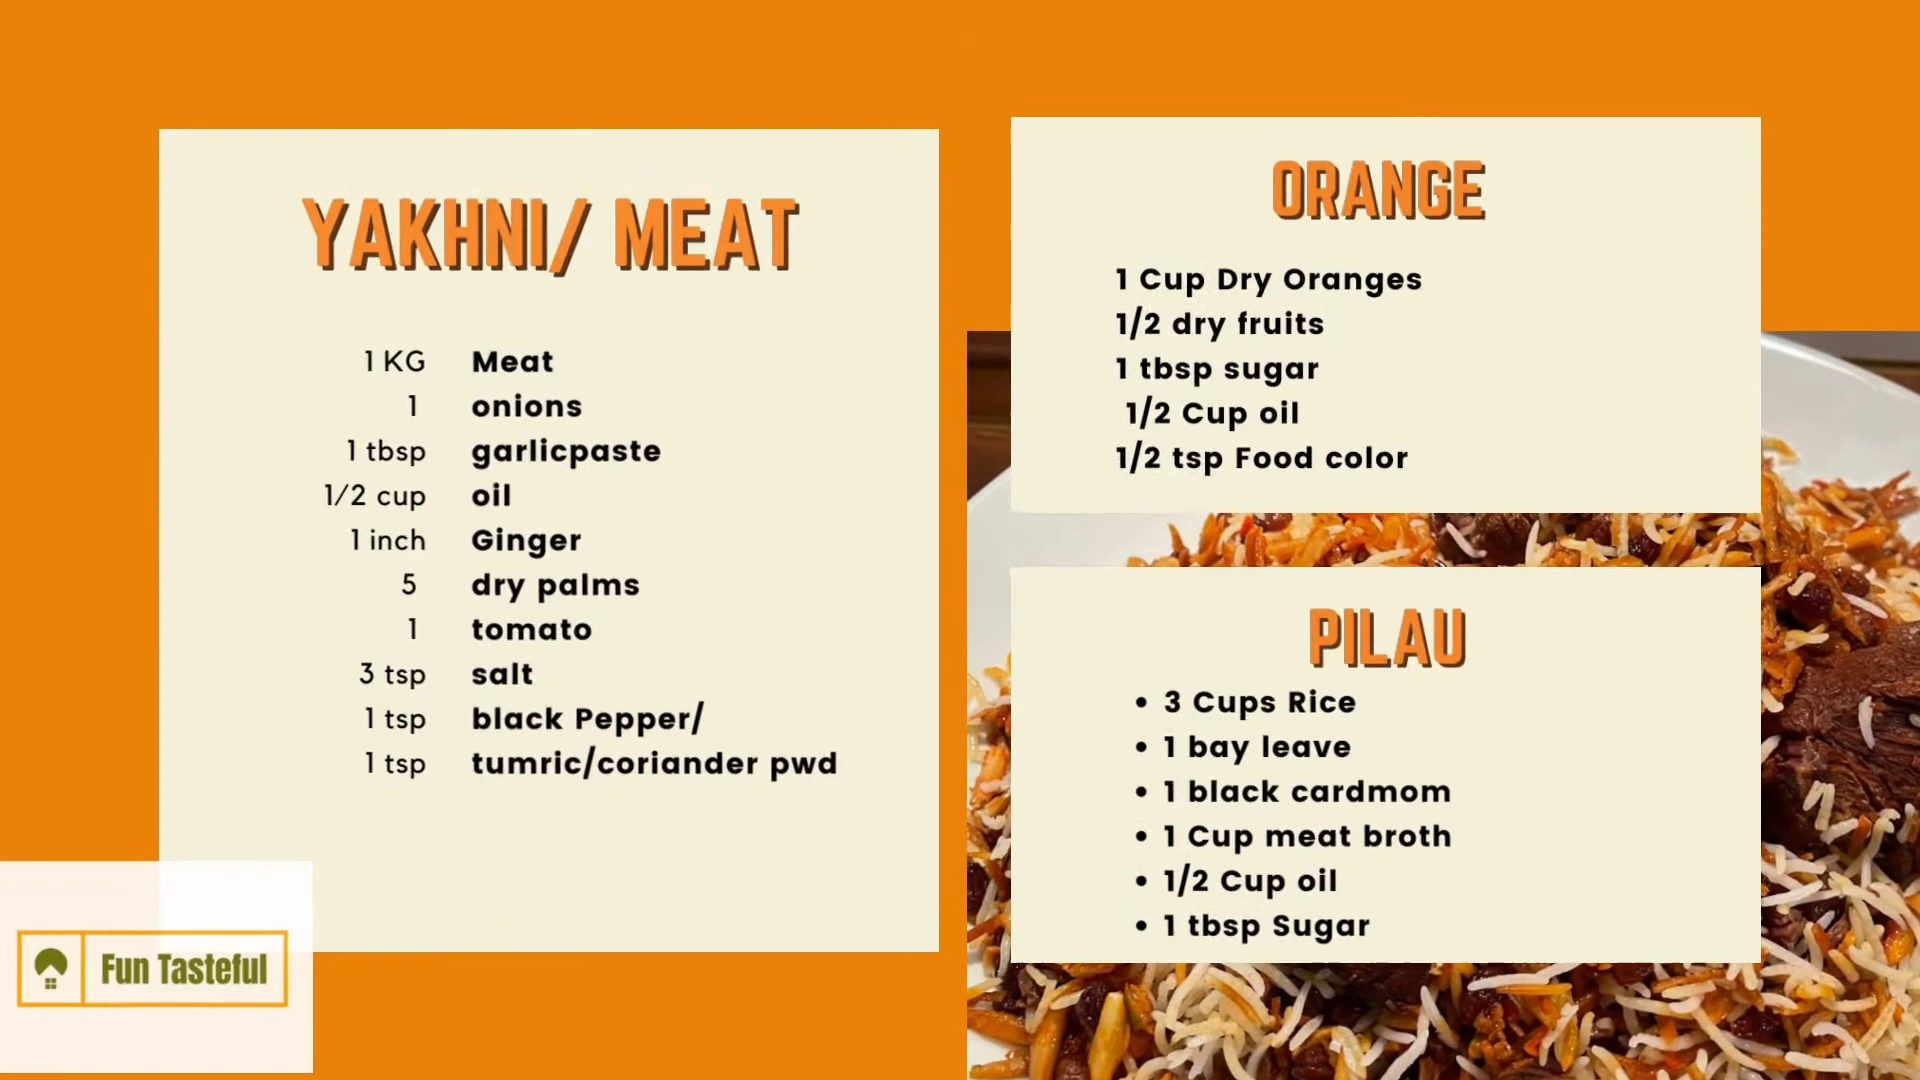 YAKHNI/ MEAT
1 KG Meat
1 onions
1 tbsp garlicpaste
1/2 cup oil
1 inch Ginger
5 dry palms
1 tomato
3 tsp salt
1 tsp black Pepper/
1 tsp tumric/coriander pwd
ORANGE
1 Cup Dry Oranges
1/2 dry fruits
1 tbsp sugar
1/2 Cup oil
1/2 tsp Food color
PILAU
• 3 Cups Rice
• 1 bay leave
• 1 black cardmom
• 1 Cup meat broth
• 1/2 Cup oil
• 1 tbsp Sugar
Fun Tasteful